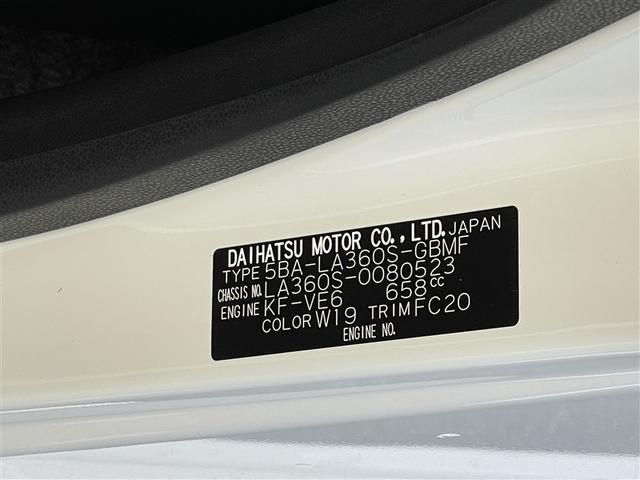 DAIHATSU MOTOR CO.,LTD. JAPAN
TYPE 5BA-LA360S-GBMF
CHASSIS NO. LA360S-0080523
ENGINE KF-VE6 658CC
COLOR W19 TRIM FC20
ENGINE NO.